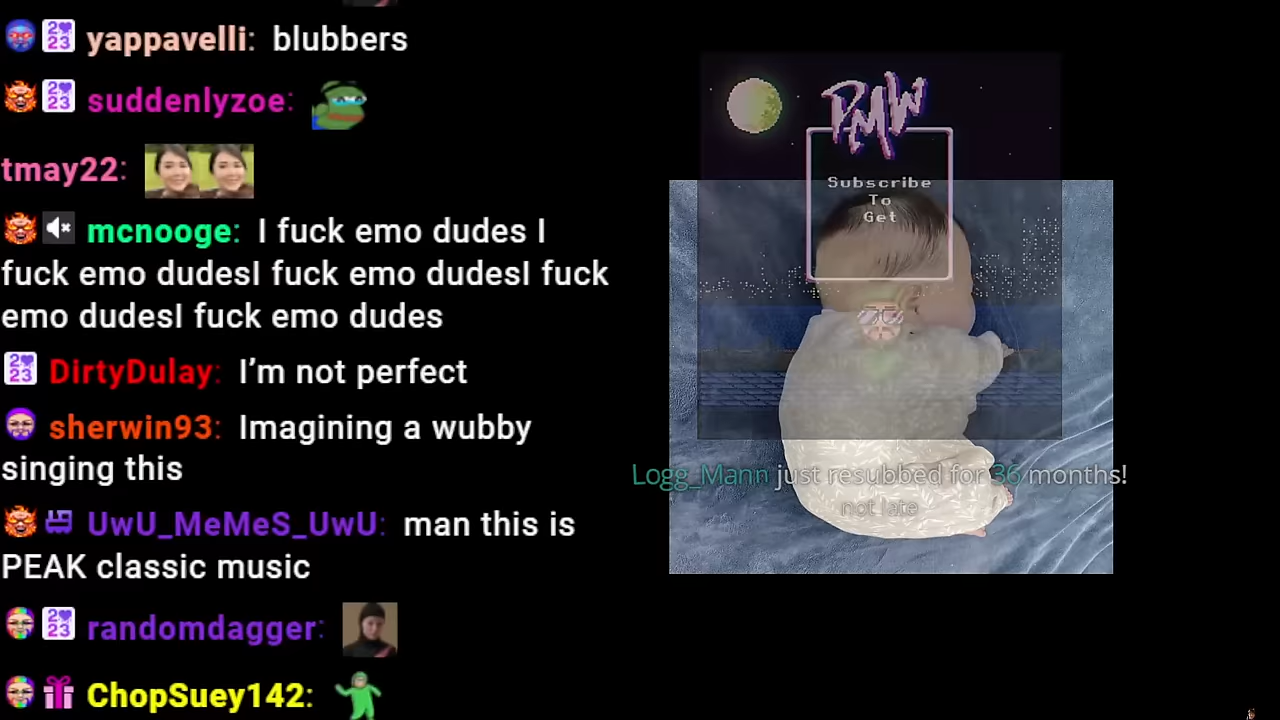 yappavelli: blubbers
suddenlyzoe:
tmay22:
mcnooge: I fuck emo dudes I
fuck emo dudesI fuck emo dudesI fuck
emo dudesI fuck emo dudes
DirtyDulay: I’m not perfect
sherwin93: Imagining a wubby
singing this
UwU_MeMeS_UwU: man this is
PEAK classic music
randomdagger:
ChopSuey142:
PMW
Subscribe
To
Get
Logg_Mann just resubbed for 36 months!
not late